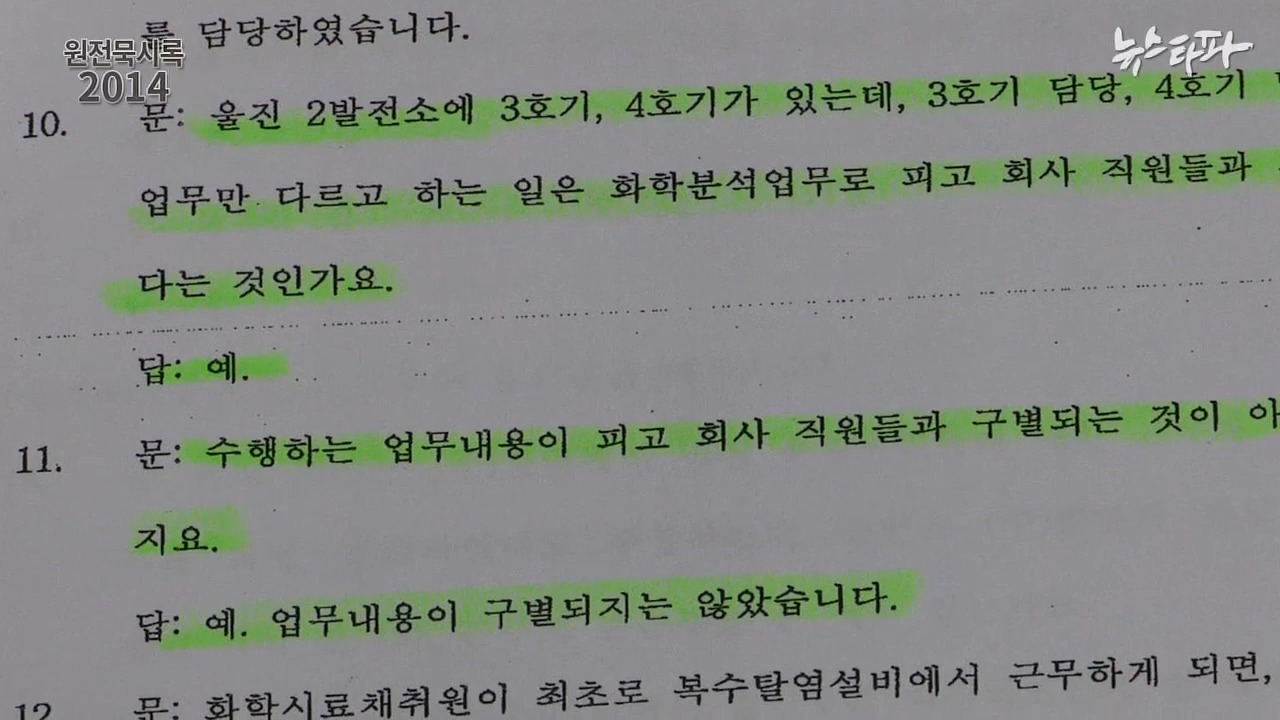 원전묵시록
2014
뉴스타파
를 담당하였습니다.
10. 문: 울진 2발전소에 3호기, 4호기가 있는데, 3호기 담당, 4호기
업무만 다르고 하는 일은 화학분석업무로 피고 회사 직원들과
다는 것인가요.
답: 예.
11. 문: 수행하는 업무내용이 피고 회사 직원들과 구별되는 것이 아
지요.
답: 예. 업무내용이 구별되지는 않았습니다.
12 문: 화학시료채취원이 최초로 복수탈염설비에서 근무하게 되면,